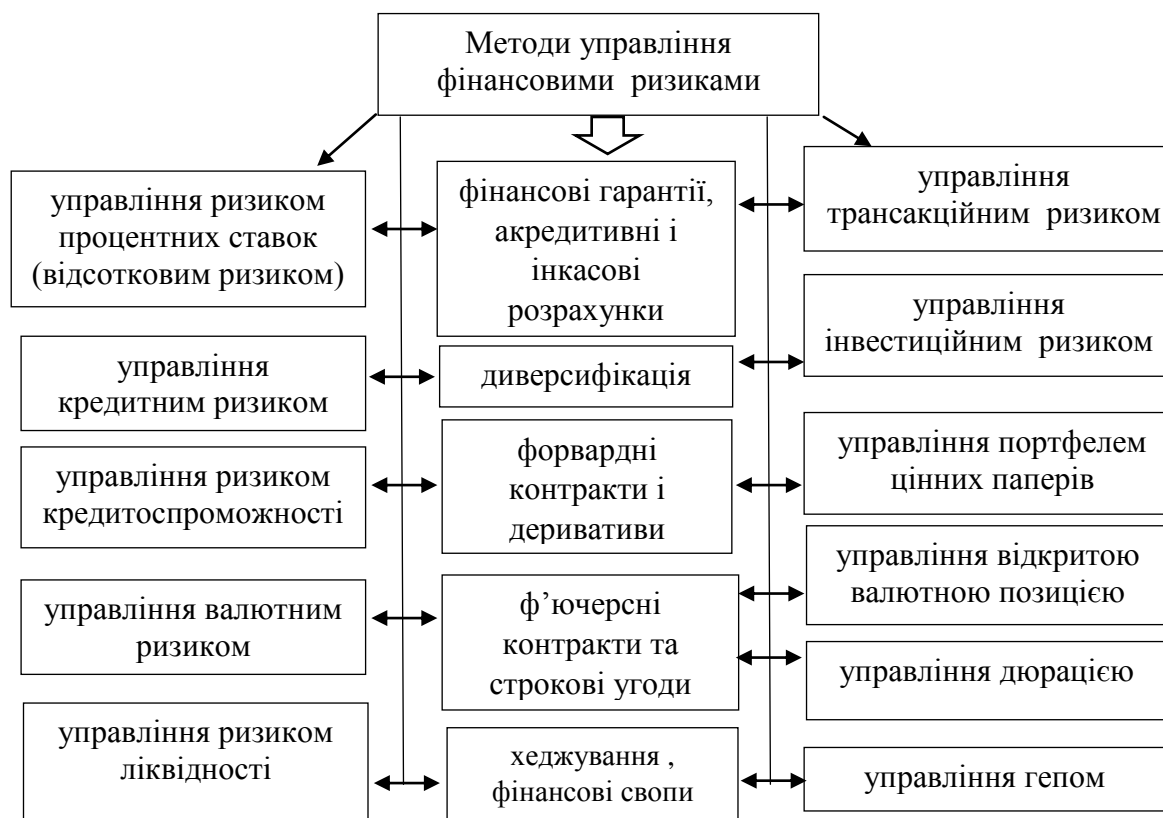 Методи управління
фінансовими ризиками
управління ризиком
процентних ставок
(відсотковим ризиком)
фінансові гарантії,
акредитивні і
інкасові
розрахунки
управління
трансакційним ризиком
управління
інвестиційним ризиком
управління
кредитним ризиком
диверсифікація
управління ризиком
кредитоспроможності
форвардні
контракти і
деривативи
управління портфелем
цінних паперів
управління відкритою
валютною позицією
управління валютним
ризиком
ф’ючерсні
контракти та
строкові угоди
управління дюрацією
управління ризиком
ліквідності
хеджування ,
фінансові свопи
управління гепом